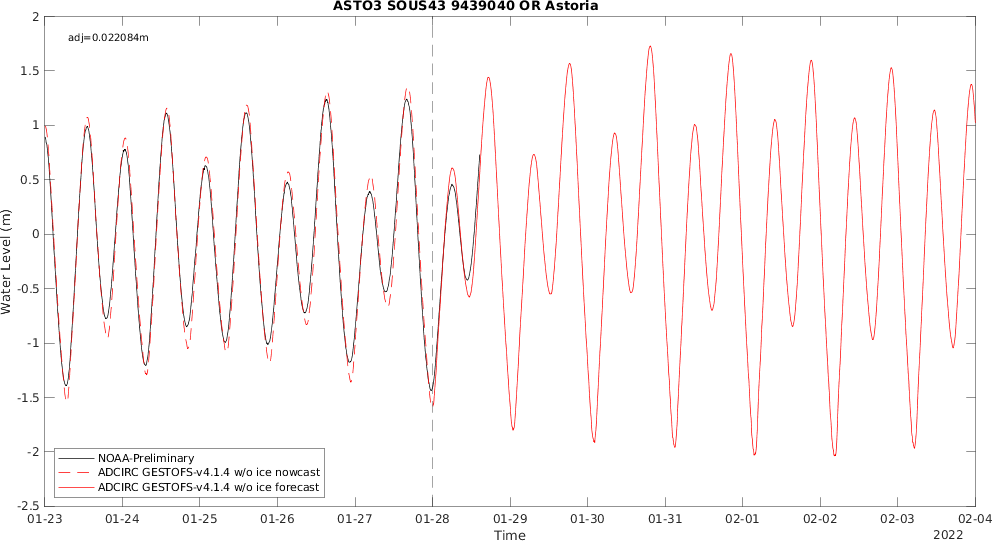 ASTO3 SOUS43 9439040 OR Astoria
adj=0.022084m
2
1.5
1
0.5
0
-0.5
-1
-1.5
-2
-2.5
Water Level (m)
NOAA-Preliminary
ADCIRC GESTOFS-v4.1.4 w/o ice nowcast
ADCIRC GESTOFS-v4.1.4 w/o ice forecast
01-23 01-24 01-25 01-26 01-27 01-28 01-29 01-30 01-31 02-01 02-02 02-03 02-04
Time
2022